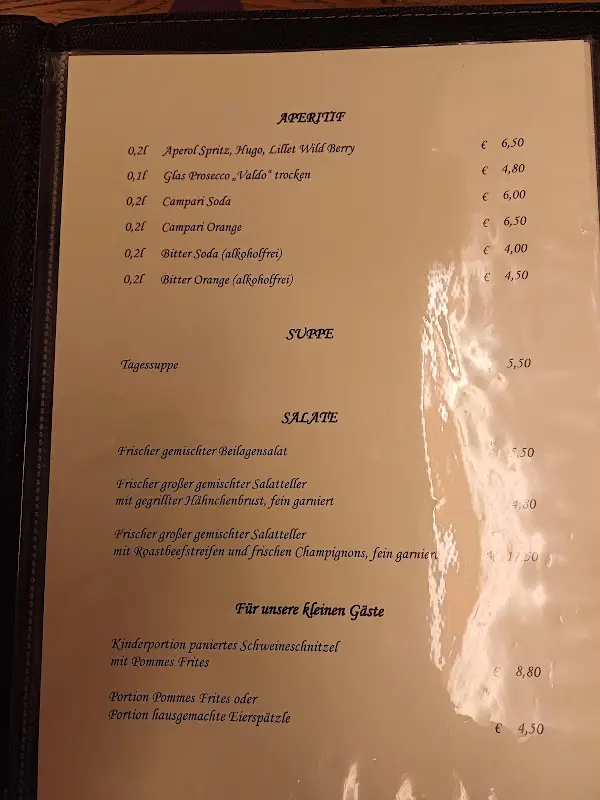 APERITIF
0,2l Aperol Spritz, Hugo, Lillet Wild Berry € 6,50
0,1l Glas Prosecco „Valdo“ trocken € 4,80
0,2l Campari Soda € 6,00
0,2l Campari Orange € 6,50
0,2l Bitter Soda (alkoholfrei) € 4,00
0,2l Bitter Orange (alkoholfrei) € 4,50
SUPPE
Tagessuppe 5,50
SALATE
Frischer gemischter Beilagensalat 5,50
Frischer großer gemischter Salatteller
mit gegrillter Hähnchenbrust, fein garniert
Frischer großer gemischter Salatteller
mit Roastbeefstreifen und frischen Champignons, fein garniert
Für unsere kleinen Gäste
Kinderportion paniertes Schweineschnitzel
mit Pommes Frites € 8,80
Portion Pommes Frites oder
Portion hausgemachte Eierspätzle € 4,50